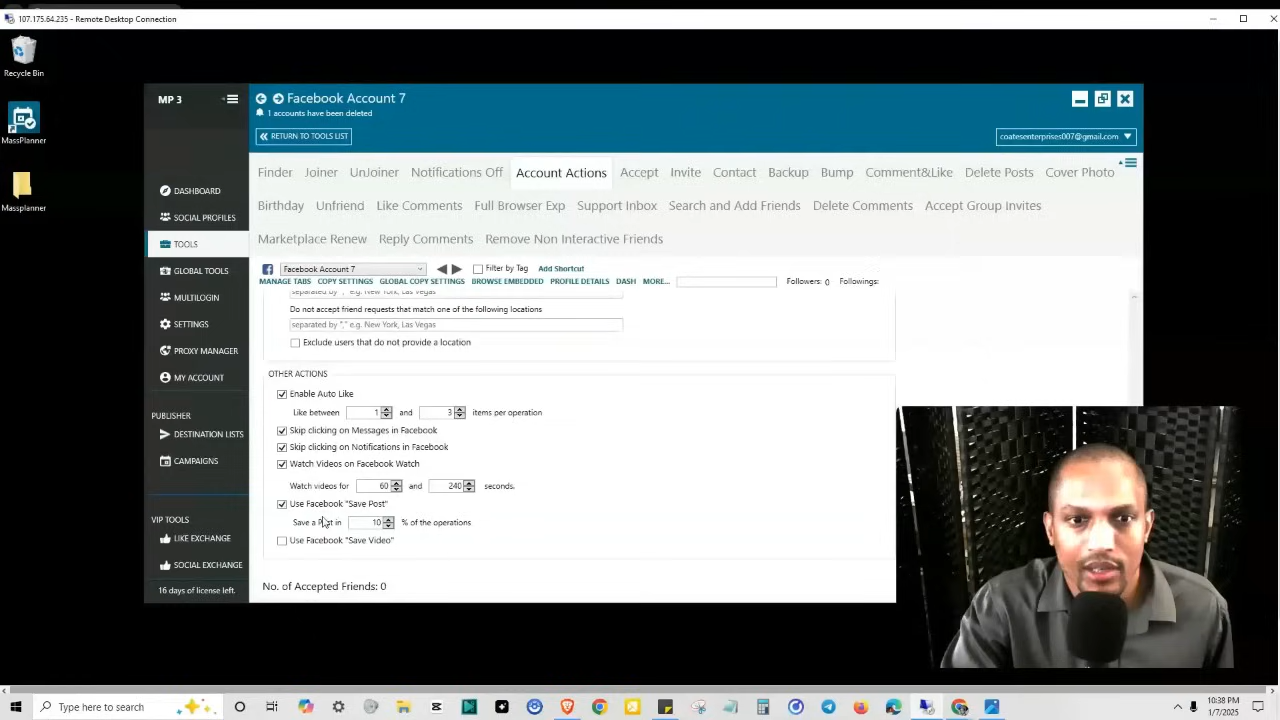 107.175.64.235 - Remote Desktop Connection
Recycle Bin
MassPlanner
Massplanner
MP 3
DASHBOARD
SOCIAL PROFILES
TOOLS
GLOBAL TOOLS
MULTILOGIN
SETTINGS
PROXY MANAGER
MY ACCOUNT
PUBLISHER
DESTINATION LISTS
CAMPAIGNS
VIP TOOLS
LIKE EXCHANGE
SOCIAL EXCHANGE
16 days of license left.
Facebook Account 7
1 accounts have been deleted
RETURN TO TOOLS LIST
coatesenterprises007@gmail.com
Finder Joiner UnJoiner Notifications Off Account Actions Accept Invite Contact Backup Bump Comment&Like Delete Posts Cover Photo
Birthday Unfriend Like Comments Full Browser Exp Support Inbox Search and Add Friends Delete Comments Accept Group Invites
Marketplace Renew Reply Comments Remove Non Interactive Friends
Facebook Account 7 Filter by Tag Add Shortcut
MANAGE TABS COPY SETTINGS GLOBAL COPY SETTINGS BROWSE EMBEDDED PROFILE DETAILS DASH MORE... Followers: 0 Followings:
separated by "," e.g. New York, Las Vegas
Do not accept friend requests that match one of the following locations
separated by "," e.g. New York, Las Vegas
Exclude users that do not provide a location
OTHER ACTIONS
Enable Auto Like
Like between 1 and 3 items per operation
Skip clicking on Messages in Facebook
Skip clicking on Notifications in Facebook
Watch Videos on Facebook Watch
Watch videos for 60 and 240 seconds.
Use Facebook "Save Post"
Save a Post in 10 % of the operations
Use Facebook "Save Video"
No. of Accepted Friends: 0
Type here to search
10:38 PM
1/7/2025